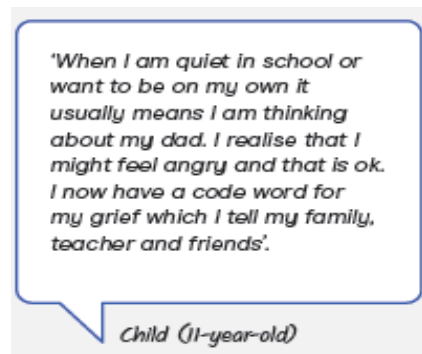 ‘When I am quiet in school or
want to be on my own it
usually means I am thinking
about my dad. I realise that I
might feel angry and that is ok.
I now have a code word for
my grief which I tell my family,
teacher and friends’.
Child (11-year-old)